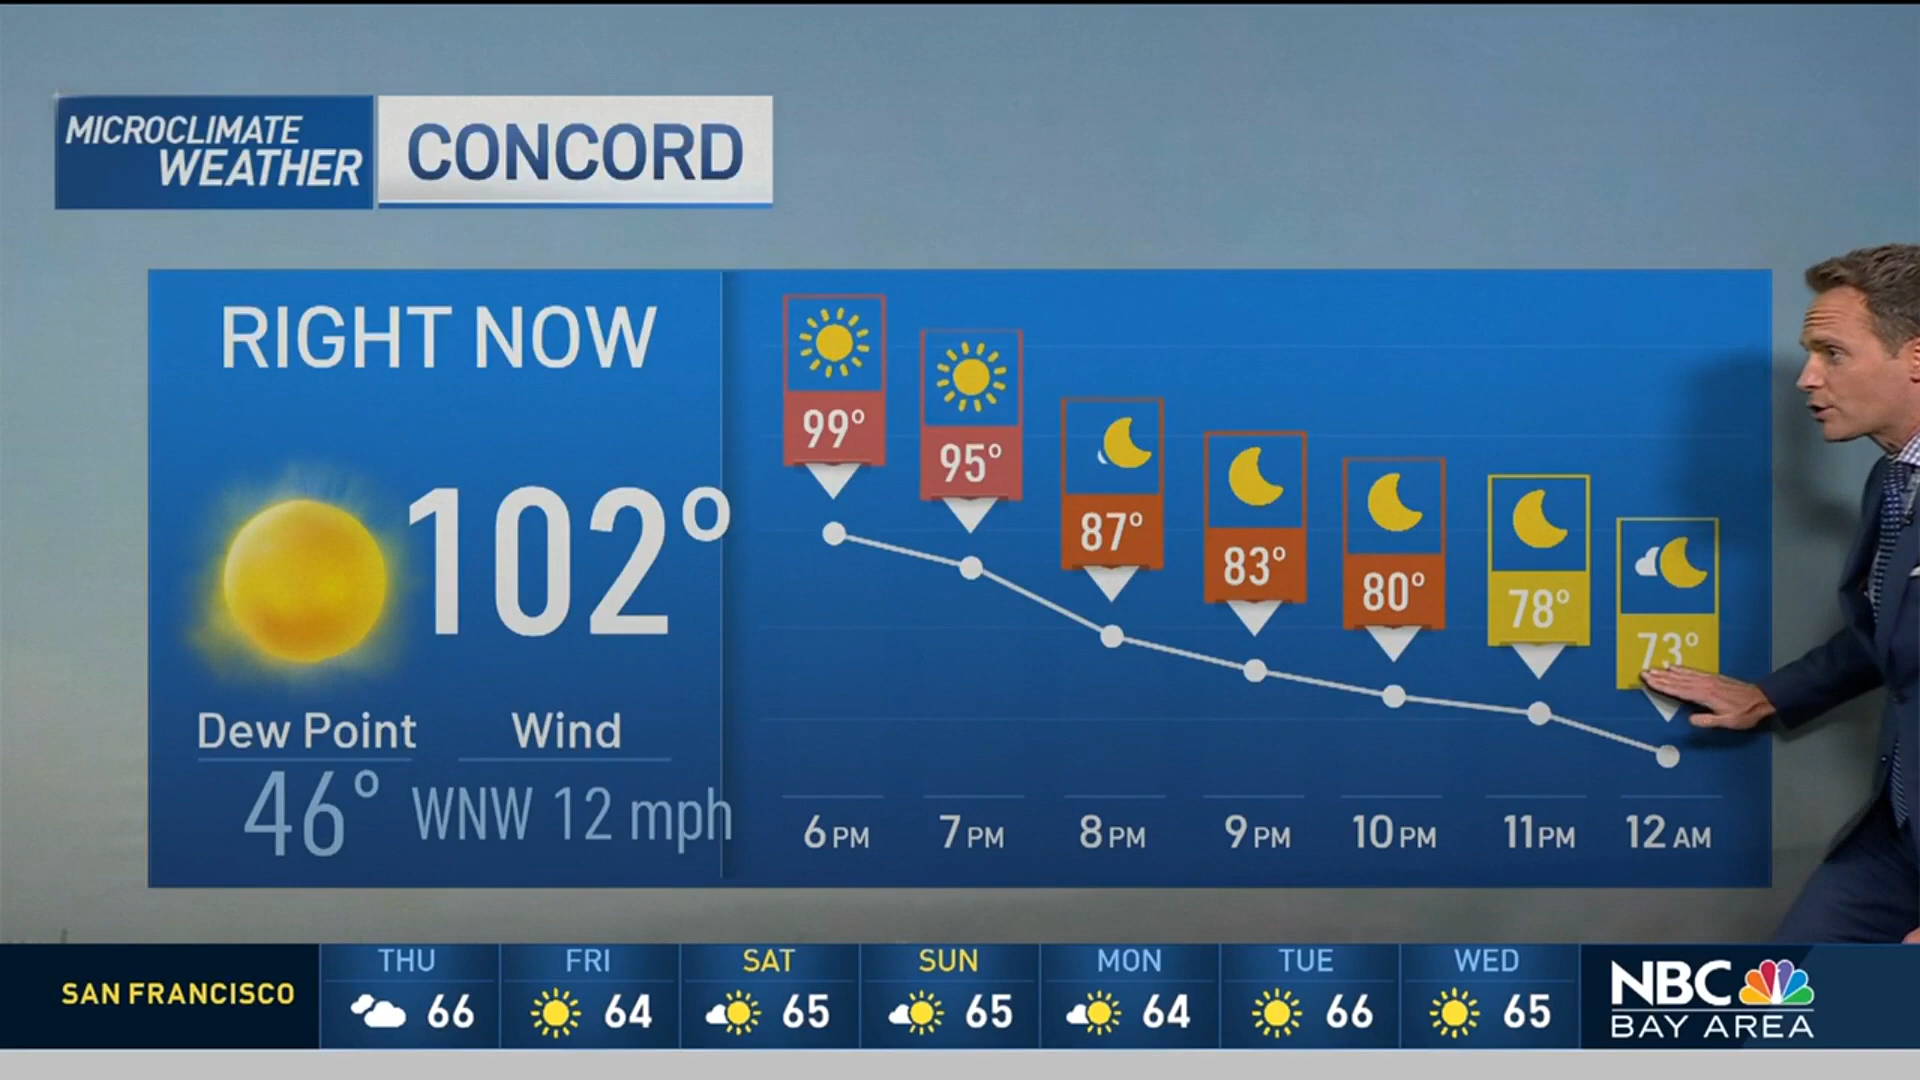 MICROCLIMATE
WEATHER
CONCORD
RIGHT NOW
102°
Dew Point Wind
46° WNW 12 mph
99° 95° 87° 83° 80° 78° 73°
6 PM 7 PM 8 PM 9 PM 10 PM 11 PM 12 AM
SAN FRANCISCO
THU FRI SAT SUN MON TUE WED
66 64 65 65 64 66 65
NBC
BAY AREA